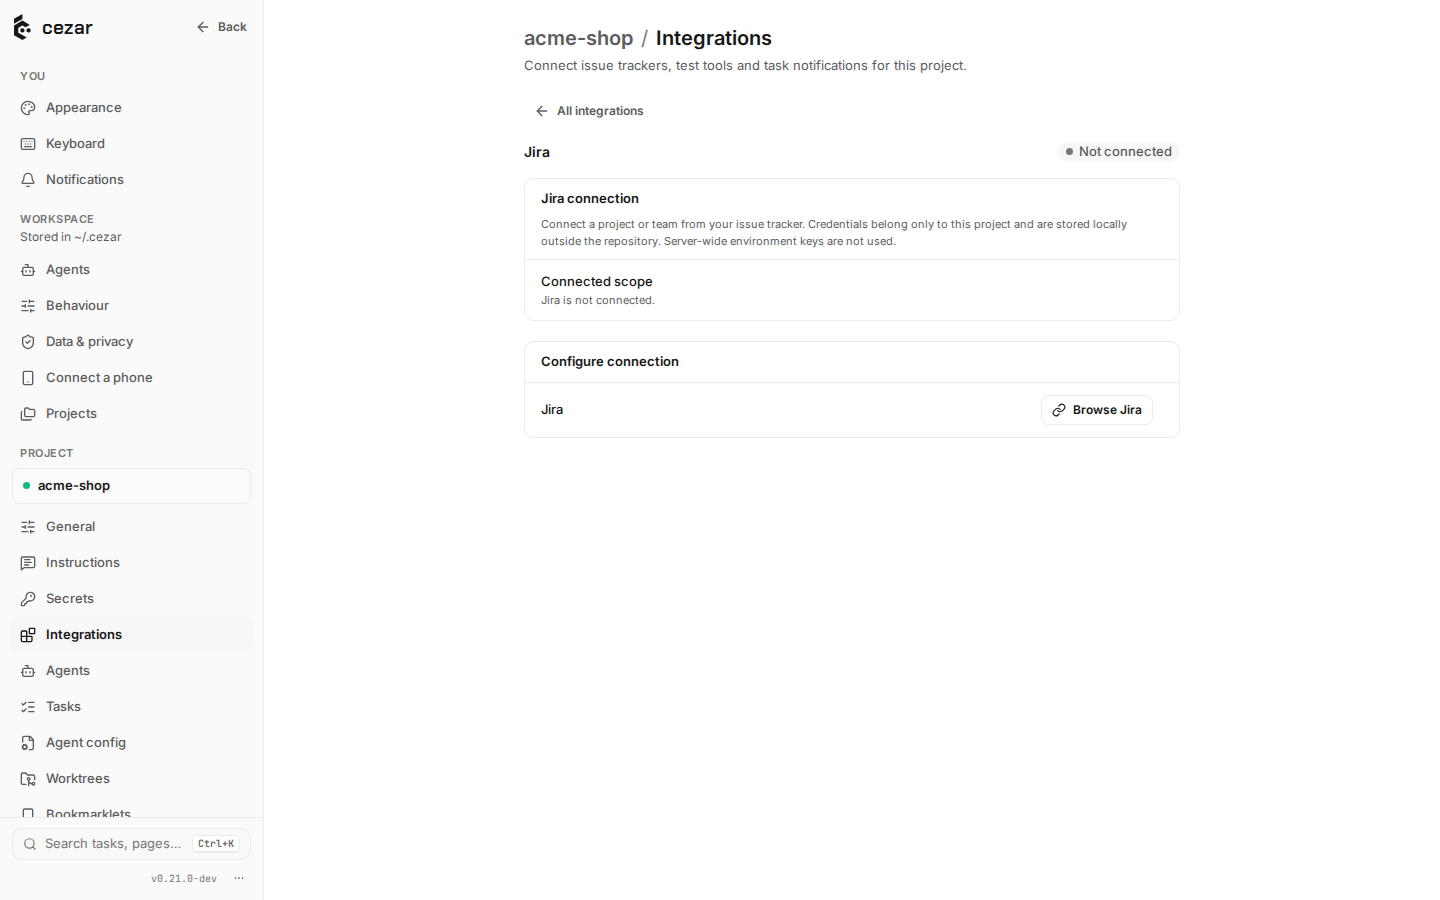 cezar
Back
YOU
Appearance
Keyboard
Notifications
WORKSPACE
Stored in ~/.cezar
Agents
Behaviour
Data & privacy
Connect a phone
Projects
PROJECT
acme-shop
General
Instructions
Secrets
Integrations
Agents
Tasks
Agent config
Worktrees
Bookmarklets
Search tasks, pages... Ctrl+K
v0.21.0-dev ...
acme-shop / Integrations
Connect issue trackers, test tools and task notifications for this project.
All integrations
Jira
Not connected
Jira connection
Connect a project or team from your issue tracker. Credentials belong only to this project and are stored locally
outside the repository. Server-wide environment keys are not used.
Connected scope
Jira is not connected.
Configure connection
Jira
Browse Jira